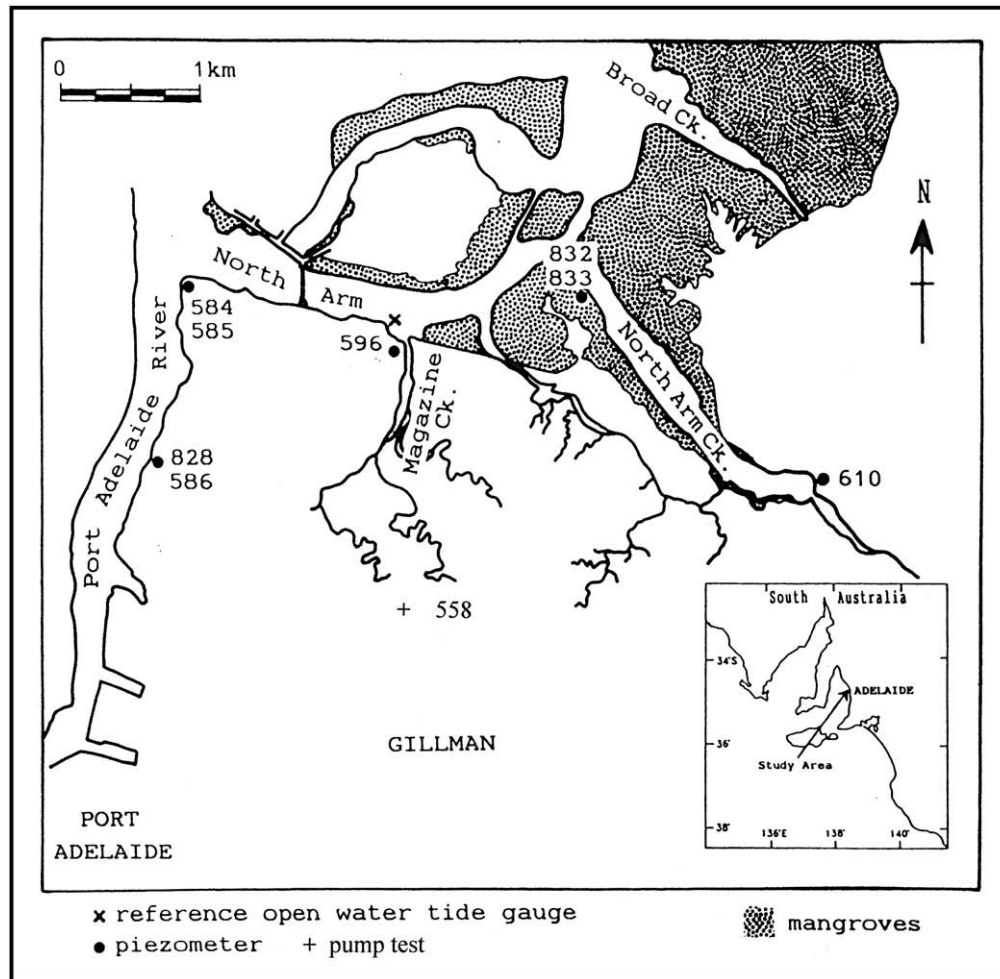 0 1km
Broad Ck.
N
North Arm
832
833
584
585
596
Port Adelaide River
Magazine
Ck.
North Arm Ck.
828
586
610
+ 558
South Australia
34°S
ADELAIDE
GILLMAN
36°
Study Area
PORT
ADELAIDE
38°
136°E 138° 140°
x reference open water tide gauge
● piezometer + pump test
mangroves